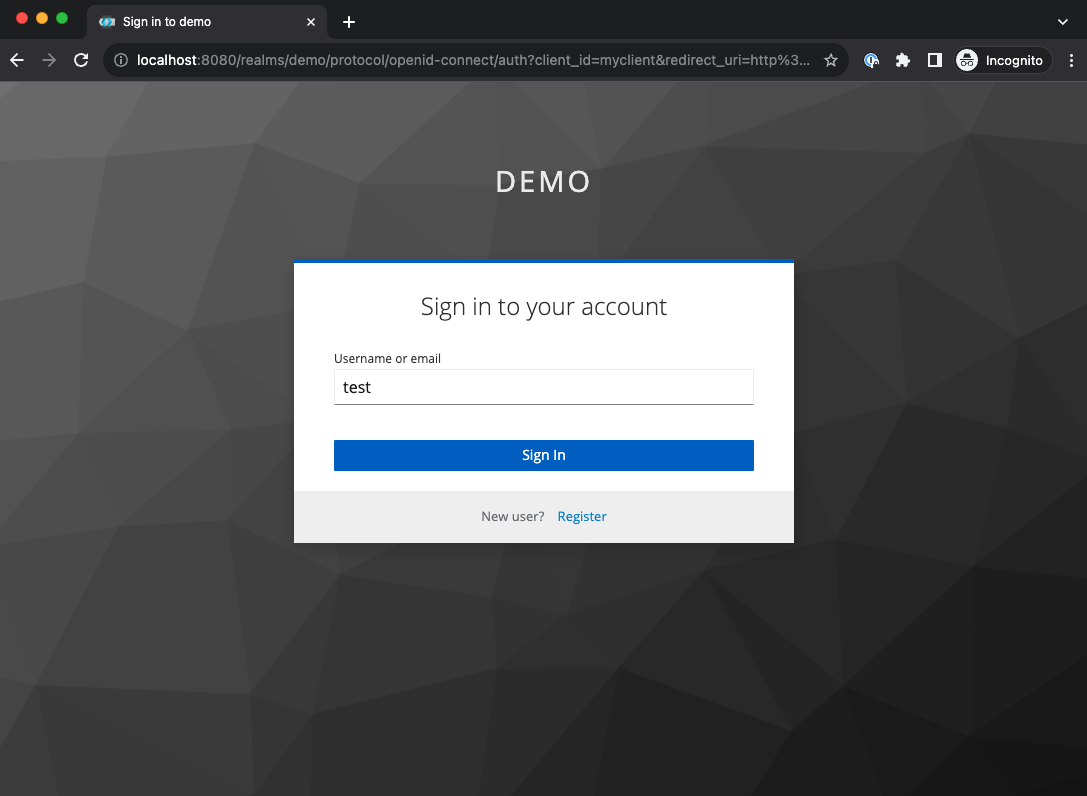 Sign in to demo
localhost:8080/realms/demo/protocol/openid-connect/auth?client_id=myclient&redirect_uri=http%3...
Incognito
DEMO
Sign in to your account
Username or email
test
Sign In
New user? Register